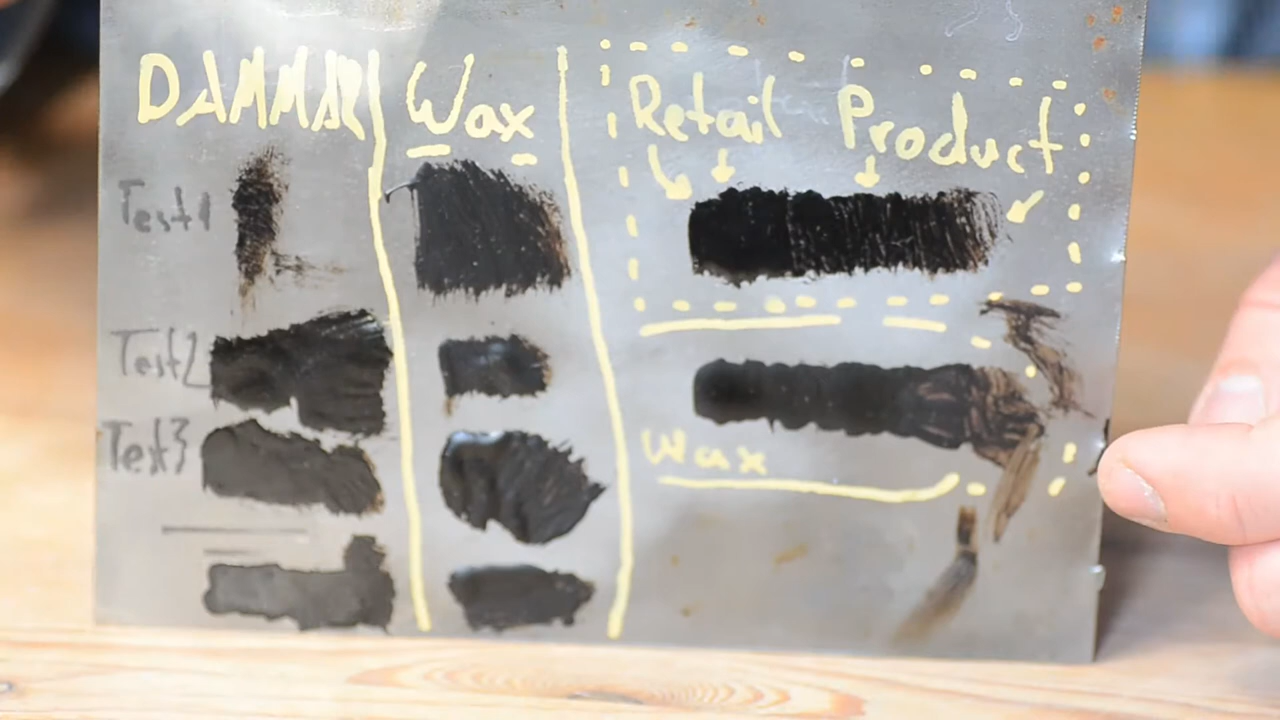 DAMMAR
Wax
Retail Product
Test1
Test2
Test3
Wax